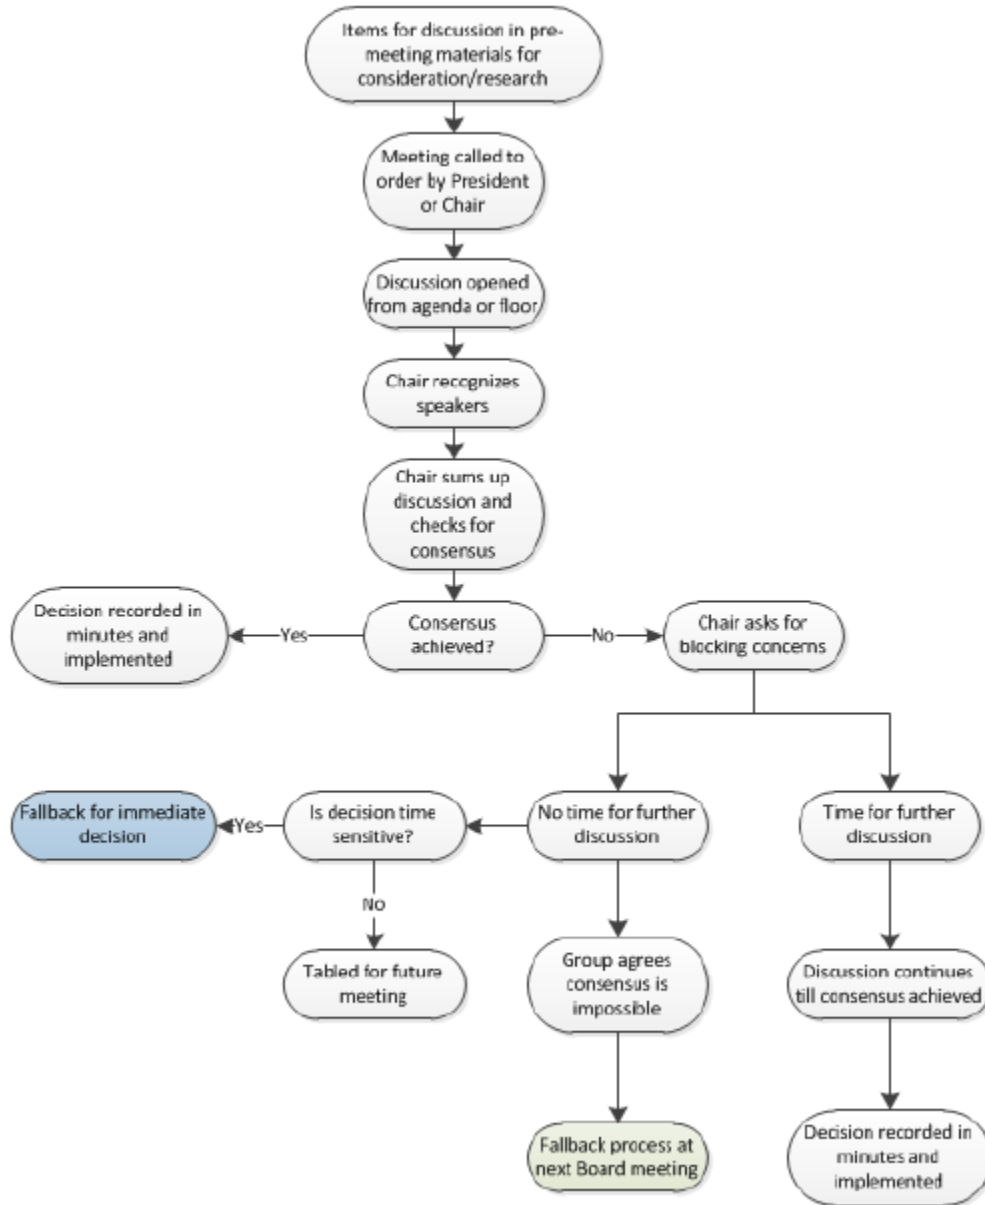 Items for discussion in pre-
meeting materials for
consideration/research
Meeting called to
order by President
or Chair
Discussion opened
from agenda or floor
Chair recognizes
speakers
Chair sums up
discussion and
checks for
consensus
Decision recorded in
minutes and
implemented
Yes
Consensus
achieved?
No
Chair asks for
blocking concerns
Fallback for immediate
decision
Yes
Is decision time
sensitive?
No time for further
discussion
Time for further
discussion
No
Tabled for future
meeting
Group agrees
consensus is
impossible
Discussion continues
till consensus achieved
Fallback process at
next Board meeting
Decision recorded in
minutes and
implemented